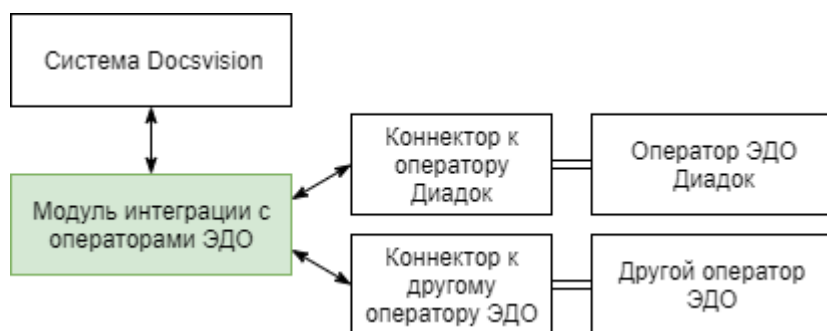 Система Docsvision
Модуль интеграции с
операторами ЭДО
Коннектор к
оператору
Диадок
Оператор ЭДО
Диадок
Коннектор к
другому
оператору ЭДО
Другой оператор
ЭДО